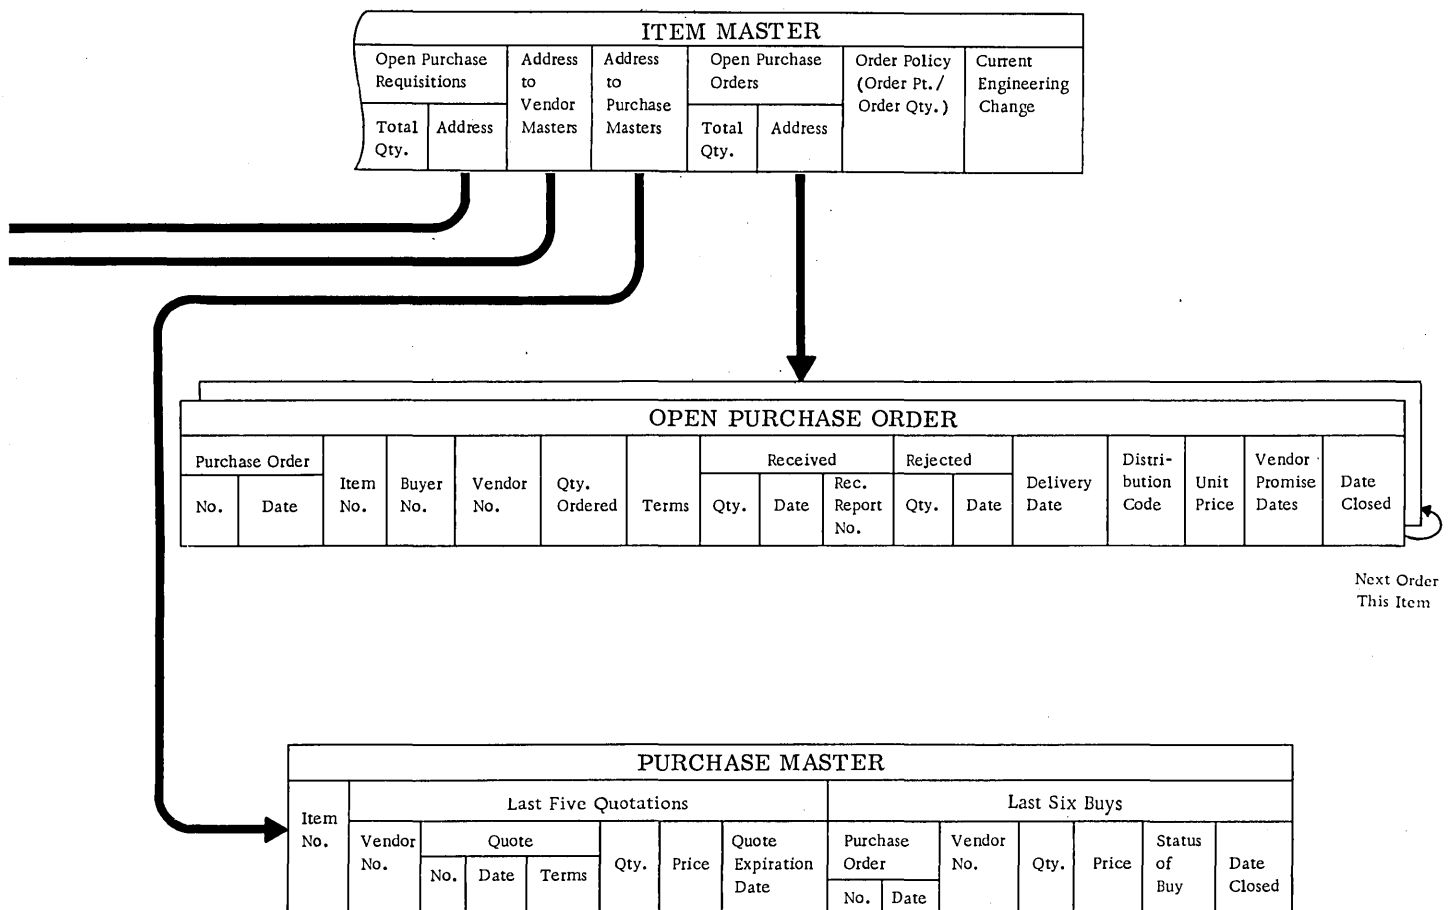 ITEM MASTER
Open Purchase
Requisitions
Total
Qty.
Address
Address
to
Vendor
Masters
Address
to
Purchase
Masters
Open Purchase
Orders
Total
Qty.
Address
Order Policy
(Order Pt./
Order Qty.)
Current
Engineering
Change
OPEN PURCHASE ORDER
Purchase Order
No.
Date
Item
No.
Buyer
No.
Vendor
No.
Qty.
Ordered
Terms
Received
Qty.
Date
Rec.
Report
No.
Rejected
Qty.
Date
Delivery
Date
Distri-
bution
Code
Unit
Price
Vendor
Promise
Dates
Date
Closed
Next Order
This Item
PURCHASE MASTER
Item
No.
Last Five Quotations
Vendor
No.
Quote
No.
Date
Terms
Qty.
Price
Quote
Expiration
Date
Last Six Buys
Purchase
Order
No.
Date
Vendor
No.
Qty.
Price
Status
of
Buy
Date
Closed